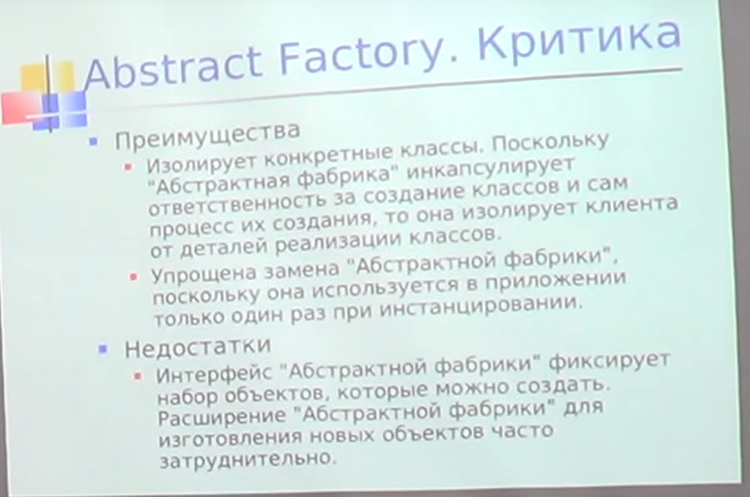 Abstract Factory. Критика
Преимущества
Изолирует конкретные классы. Поскольку
"Абстрактная фабрика" инкапсулирует
ответственность за создание классов и сам
процесс их создания, то она изолирует клиента
от деталей реализации классов.
Упрощена замена "Абстрактной фабрики",
поскольку она используется в приложении
только один раз при инстанцировании.
Недостатки
Интерфейс "Абстрактной фабрики" фиксирует
набор объектов, которые можно создать.
Расширение "Абстрактной фабрики" для
изготовления новых объектов часто
затруднительно.